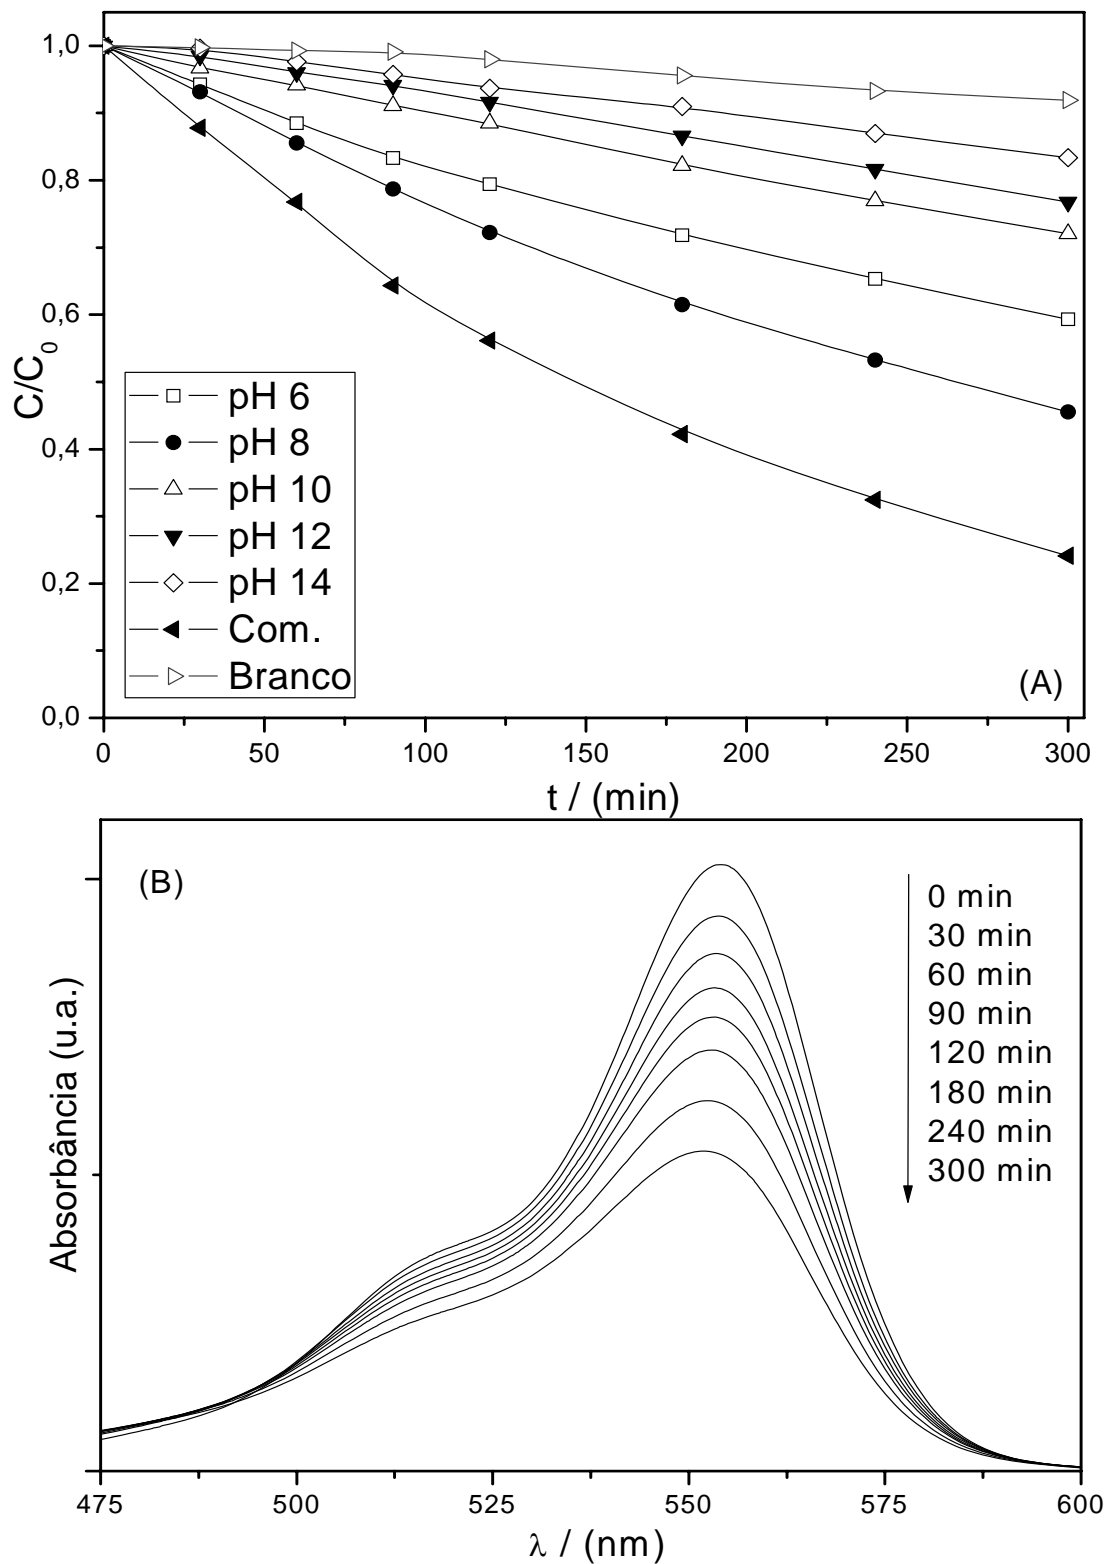 1,0
0,8
0,6
0,4
0,2
0,0
C/C0
pH 6
pH 8
pH 10
pH 12
pH 14
Com.
Branco
(A)
0 50 100 150 200 250 300
t / (min)
(B)
0 min
30 min
60 min
90 min
120 min
180 min
240 min
300 min
Absorbância (u.a.)
475 500 525 550 575 600
λ / (nm)